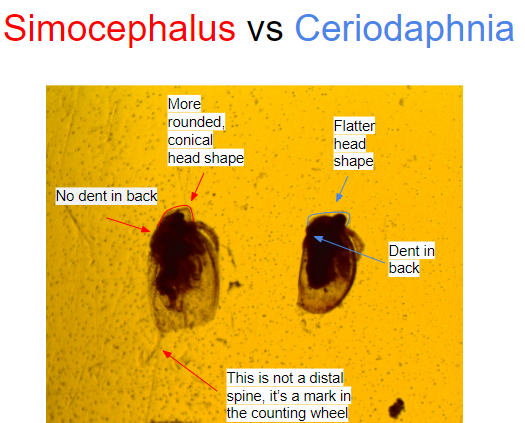 Simocephalus vs Ceriodaphnia
More
rounded,
conical
head shape
Flatter
head
shape
No dent in back
Dent in
back
This is not a distal
spine, it's a mark in
the counting wheel